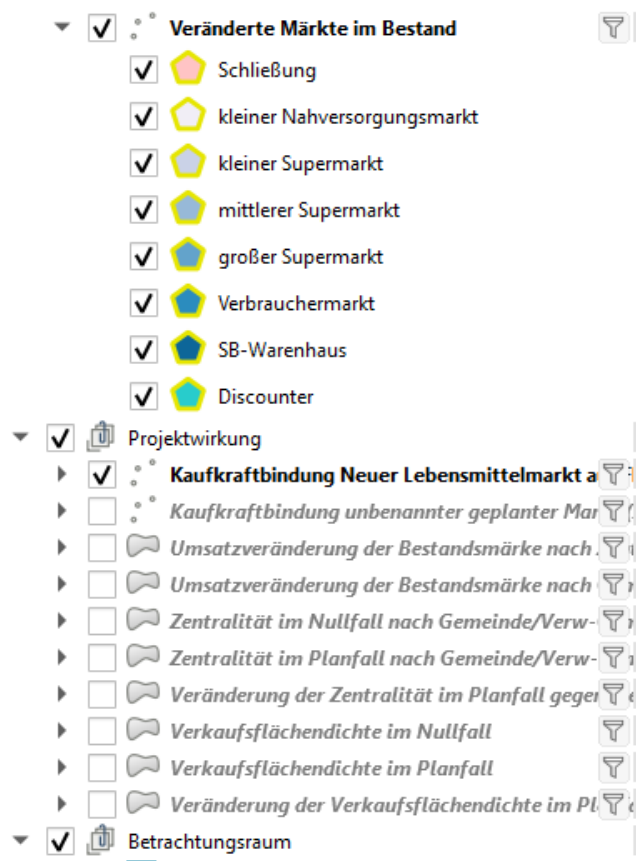 Veränderte Märkte im Bestand
Schließung
kleiner Nahversorgungsmarkt
kleiner Supermarkt
mittlerer Supermarkt
großer Supermarkt
Verbrauchermarkt
SB-Warenhaus
Discounter
Projektwirkung
Kaufkraftbindung Neuer Lebensmittelmarkt
Kaufkraftbindung unbenannter geplanter
Umsatzveränderung der Bestandsmärke nach
Umsatzveränderung der Bestandsmärke nach
Zentralität im Nullfall nach Gemeinde/Verw-
Zentralität im Planfall nach Gemeinde/Verw-
Veränderung der Zentralität im Planfall
Verkaufsflächendichte im Nullfall
Verkaufsflächendichte im Planfall
Veränderung der Verkaufsflächendichte im
Betrachtungsraum